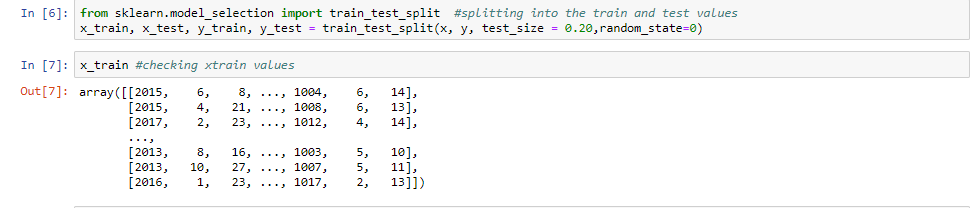 In [6]: from sklearn.model_selection import train_test_split  #splitting into the train and test values
x_train, x_test, y_train, y_test = train_test_split(x, y, test_size = 0.20,random_state=0)
In [7]: x_train #checking xtrain values
Out[7]: array([[2015,    6,    8, ..., 1004,    6,   14],
[2015,    4,   21, ..., 1008,    6,   13],
[2017,    2,   23, ..., 1012,    4,   14],
...,
[2013,    8,   16, ..., 1003,    5,   10],
[2013,   10,   27, ..., 1007,    5,   11],
[2016,    1,   23, ..., 1017,    2,   13]])